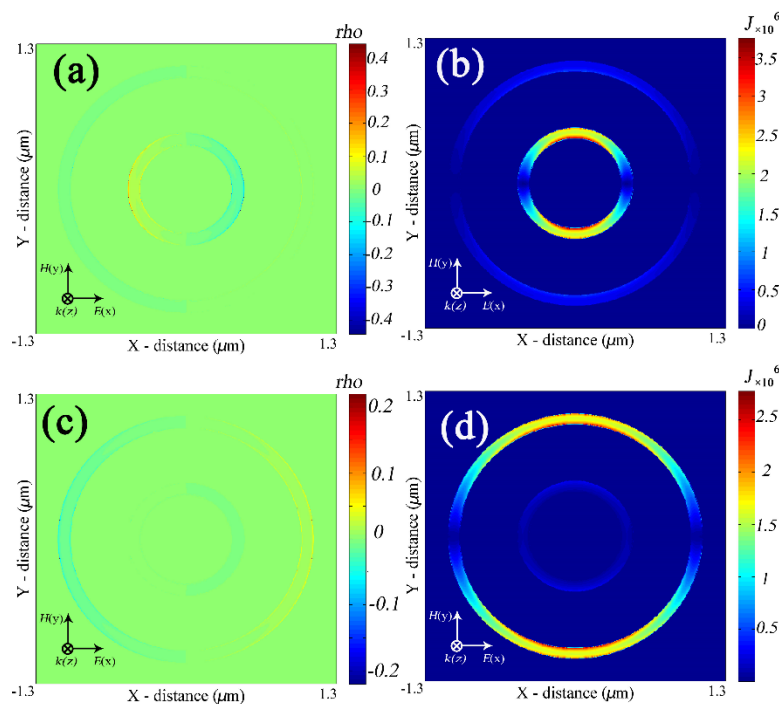 rho
J ×10⁶
(a)
(b)
1.3
0.4
0.3
0.2
0.1
0
-0.1
-0.2
-0.3
-0.4
1.3
3.5
3
2.5
2
1.5
1
0.5
0
Y - distance (µm)
Y - distance (µm)
H(y)
k(z)
E(x)
H(y)
k(z)
E(x)
-1.3
X - distance (µm)
1.3
-1.3
X - distance (µm)
1.3
rho
J ×10⁶
(c)
(d)
1.3
0.2
0.1
0
-0.1
-0.2
1.3
2.5
2
1.5
1
0.5
Y - distance (µm)
Y - distance (µm)
H(y)
k(z)
E(x)
H(y)
k(z)
E(x)
-1.3
X - distance (µm)
1.3
-1.3
X - distance (µm)
1.3